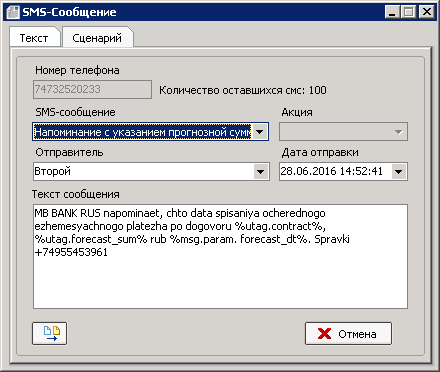 SMS-Сообщение
Текст
Сценарий
Номер телефона
74732520233
Количество оставшихся смс: 100
SMS-сообщение
Акция
Напоминание с указанием прогнозной сумм
Отправитель
Дата отправки
Второй
28.06.2016 14:52:41
Текст сообщения
MB BANK RUS napominaet, chto data spisaniya ocherednogo
ezhemesyachnogo platezha po dogovoru %utag.contract%,
%utag.forecast_sum% rub %msg.param. forecast_dt%. Spravki
+74955453961
Отмена